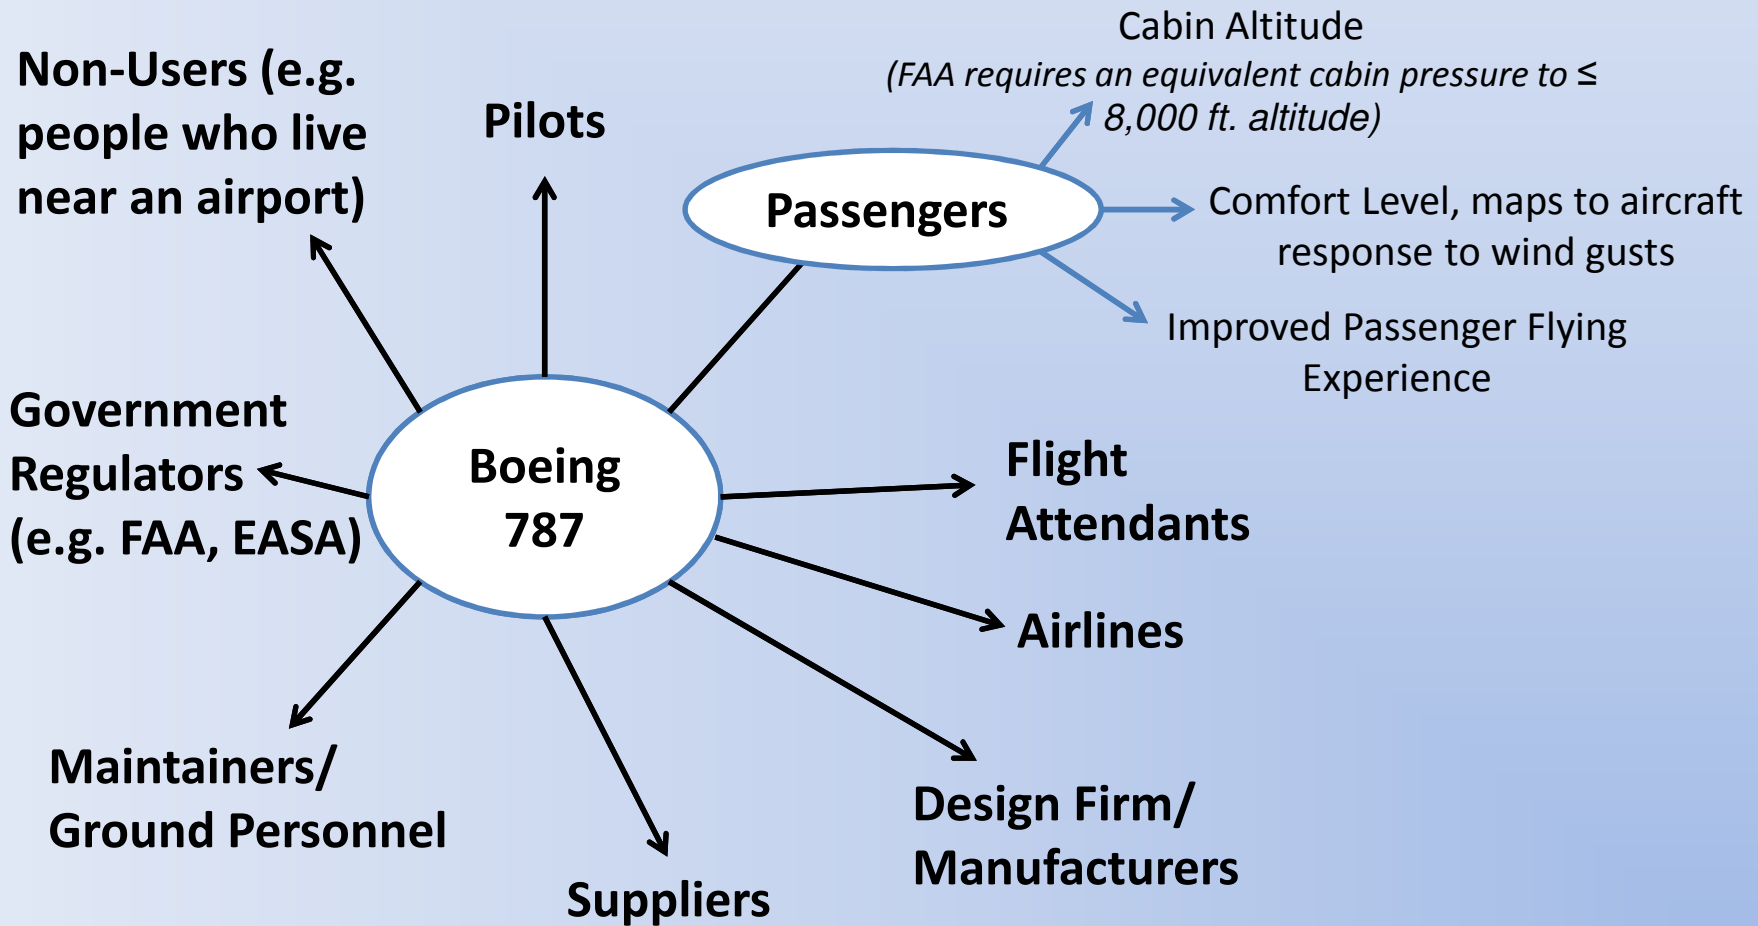 Cabin Altitude
(FAA requires an equivalent cabin pressure to ≤
8,000 ft. altitude)
Non-Users (e.g.
people who live
near an airport)
Pilots
Passengers
Comfort Level, maps to aircraft
response to wind gusts
Improved Passenger Flying
Experience
Government
Regulators
(e.g. FAA, EASA)
Boeing
787
Flight
Attendants
Airlines
Maintainers/
Ground Personnel
Design Firm/
Manufacturers
Suppliers